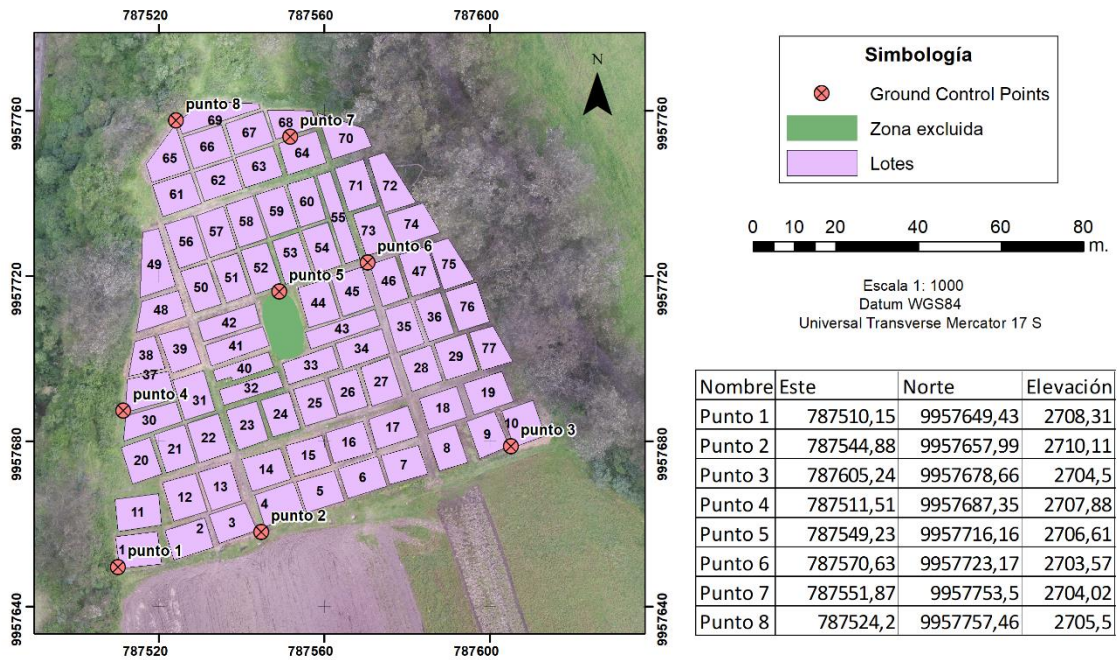 787520 787560 787600
9957760
9957720
9957680
9957640
9957760
9957720
9957680
9957640
787520 787560 787600
N
punto 8
69
68
punto 7
67
66
70
65
64
63
62
61
72
71
60
59
55
74
58
57
73
56
54
punto 6
53
49
52
47
75
51
46
50
punto 5
45
44
48
76
42
36
43
35
41
34
77
39
38
40
33
29
28
37
32
27
26
31
punto 4
25
19
30
24
18
10
23
17
punto 3
22
16
9
21
8
20
15
14
7
6
13
12
5
11
4
3
2
punto 2
1
punto 1
Simbología
Ground Control Points
Zona excluida
Lotes
0 10 20 40 60 80
m.
Escala 1: 1000
Datum WGS84
Universal Transverse Mercator 17 S
Nombre Este Norte Elevación
Punto 1 787510,15 9957649,43 2708,31
Punto 2 787544,88 9957657,99 2710,11
Punto 3 787605,24 9957678,66 2704,5
Punto 4 787511,51 9957687,35 2707,88
Punto 5 787549,23 9957716,16 2706,61
Punto 6 787570,63 9957723,17 2703,57
Punto 7 787551,87 9957753,5 2704,02
Punto 8 787524,2 9957757,46 2705,5